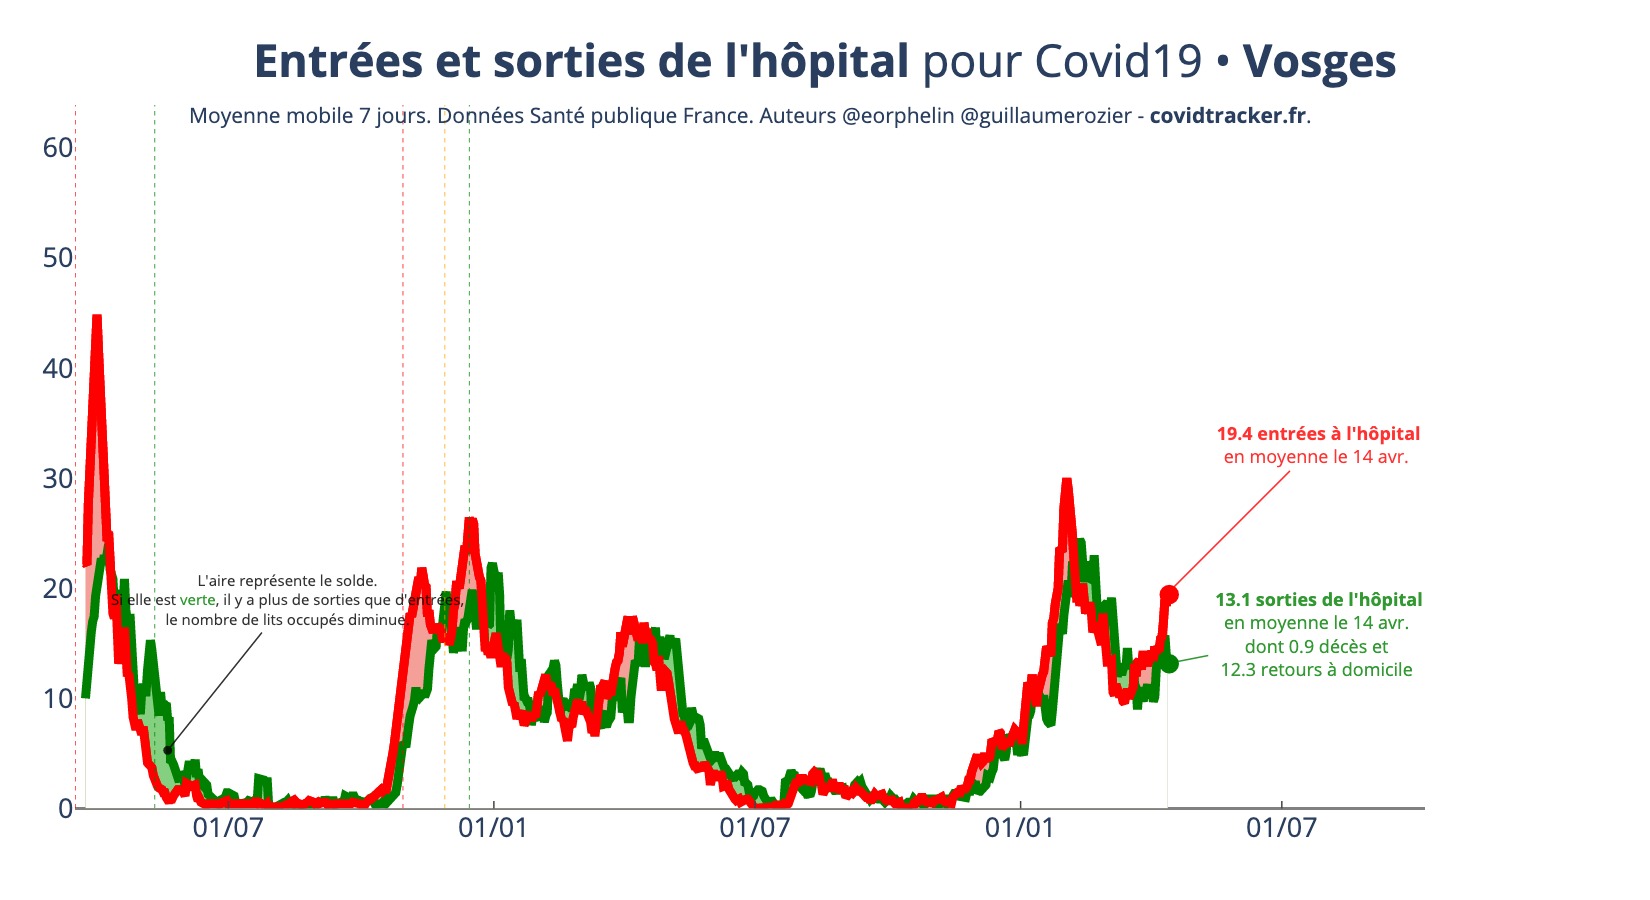 Entrées et sorties de l'hôpital pour Covid19 • Vosges
Moyenne mobile 7 jours. Données Santé publique France. Auteurs @eorphelin @guillaumerozier - covidtracker.fr.
60
50
40
30
20
10
0
L'aire représente le solde.
Si elle est verte, il y a plus de sorties que d'entrées,
le nombre de lits occupés diminue.
19.4 entrées à l'hôpital
en moyenne le 14 avr.
13.1 sorties de l'hôpital
en moyenne le 14 avr.
dont 0.9 décès et
12.3 retours à domicile
01/07
01/01
01/07
01/01
01/07